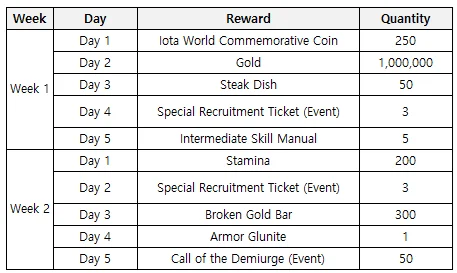 Week Day Reward Quantity
Week 1
Day 1 Iota World Commemorative Coin 250
Day 2 Gold 1,000,000
Day 3 Steak Dish 50
Day 4 Special Recruitment Ticket (Event) 3
Day 5 Intermediate Skill Manual 5
Week 2
Day 1 Stamina 200
Day 2 Special Recruitment Ticket (Event) 3
Day 3 Broken Gold Bar 300
Day 4 Armor Glunite 1
Day 5 Call of the Demiurge (Event) 50